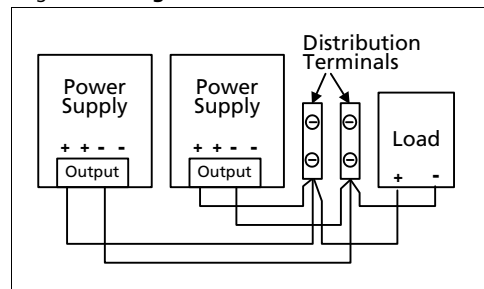 Distribution
Terminals
Power
Supply
+ + - -
Output
Power
Supply
+ + - -
Output
Load
+ -